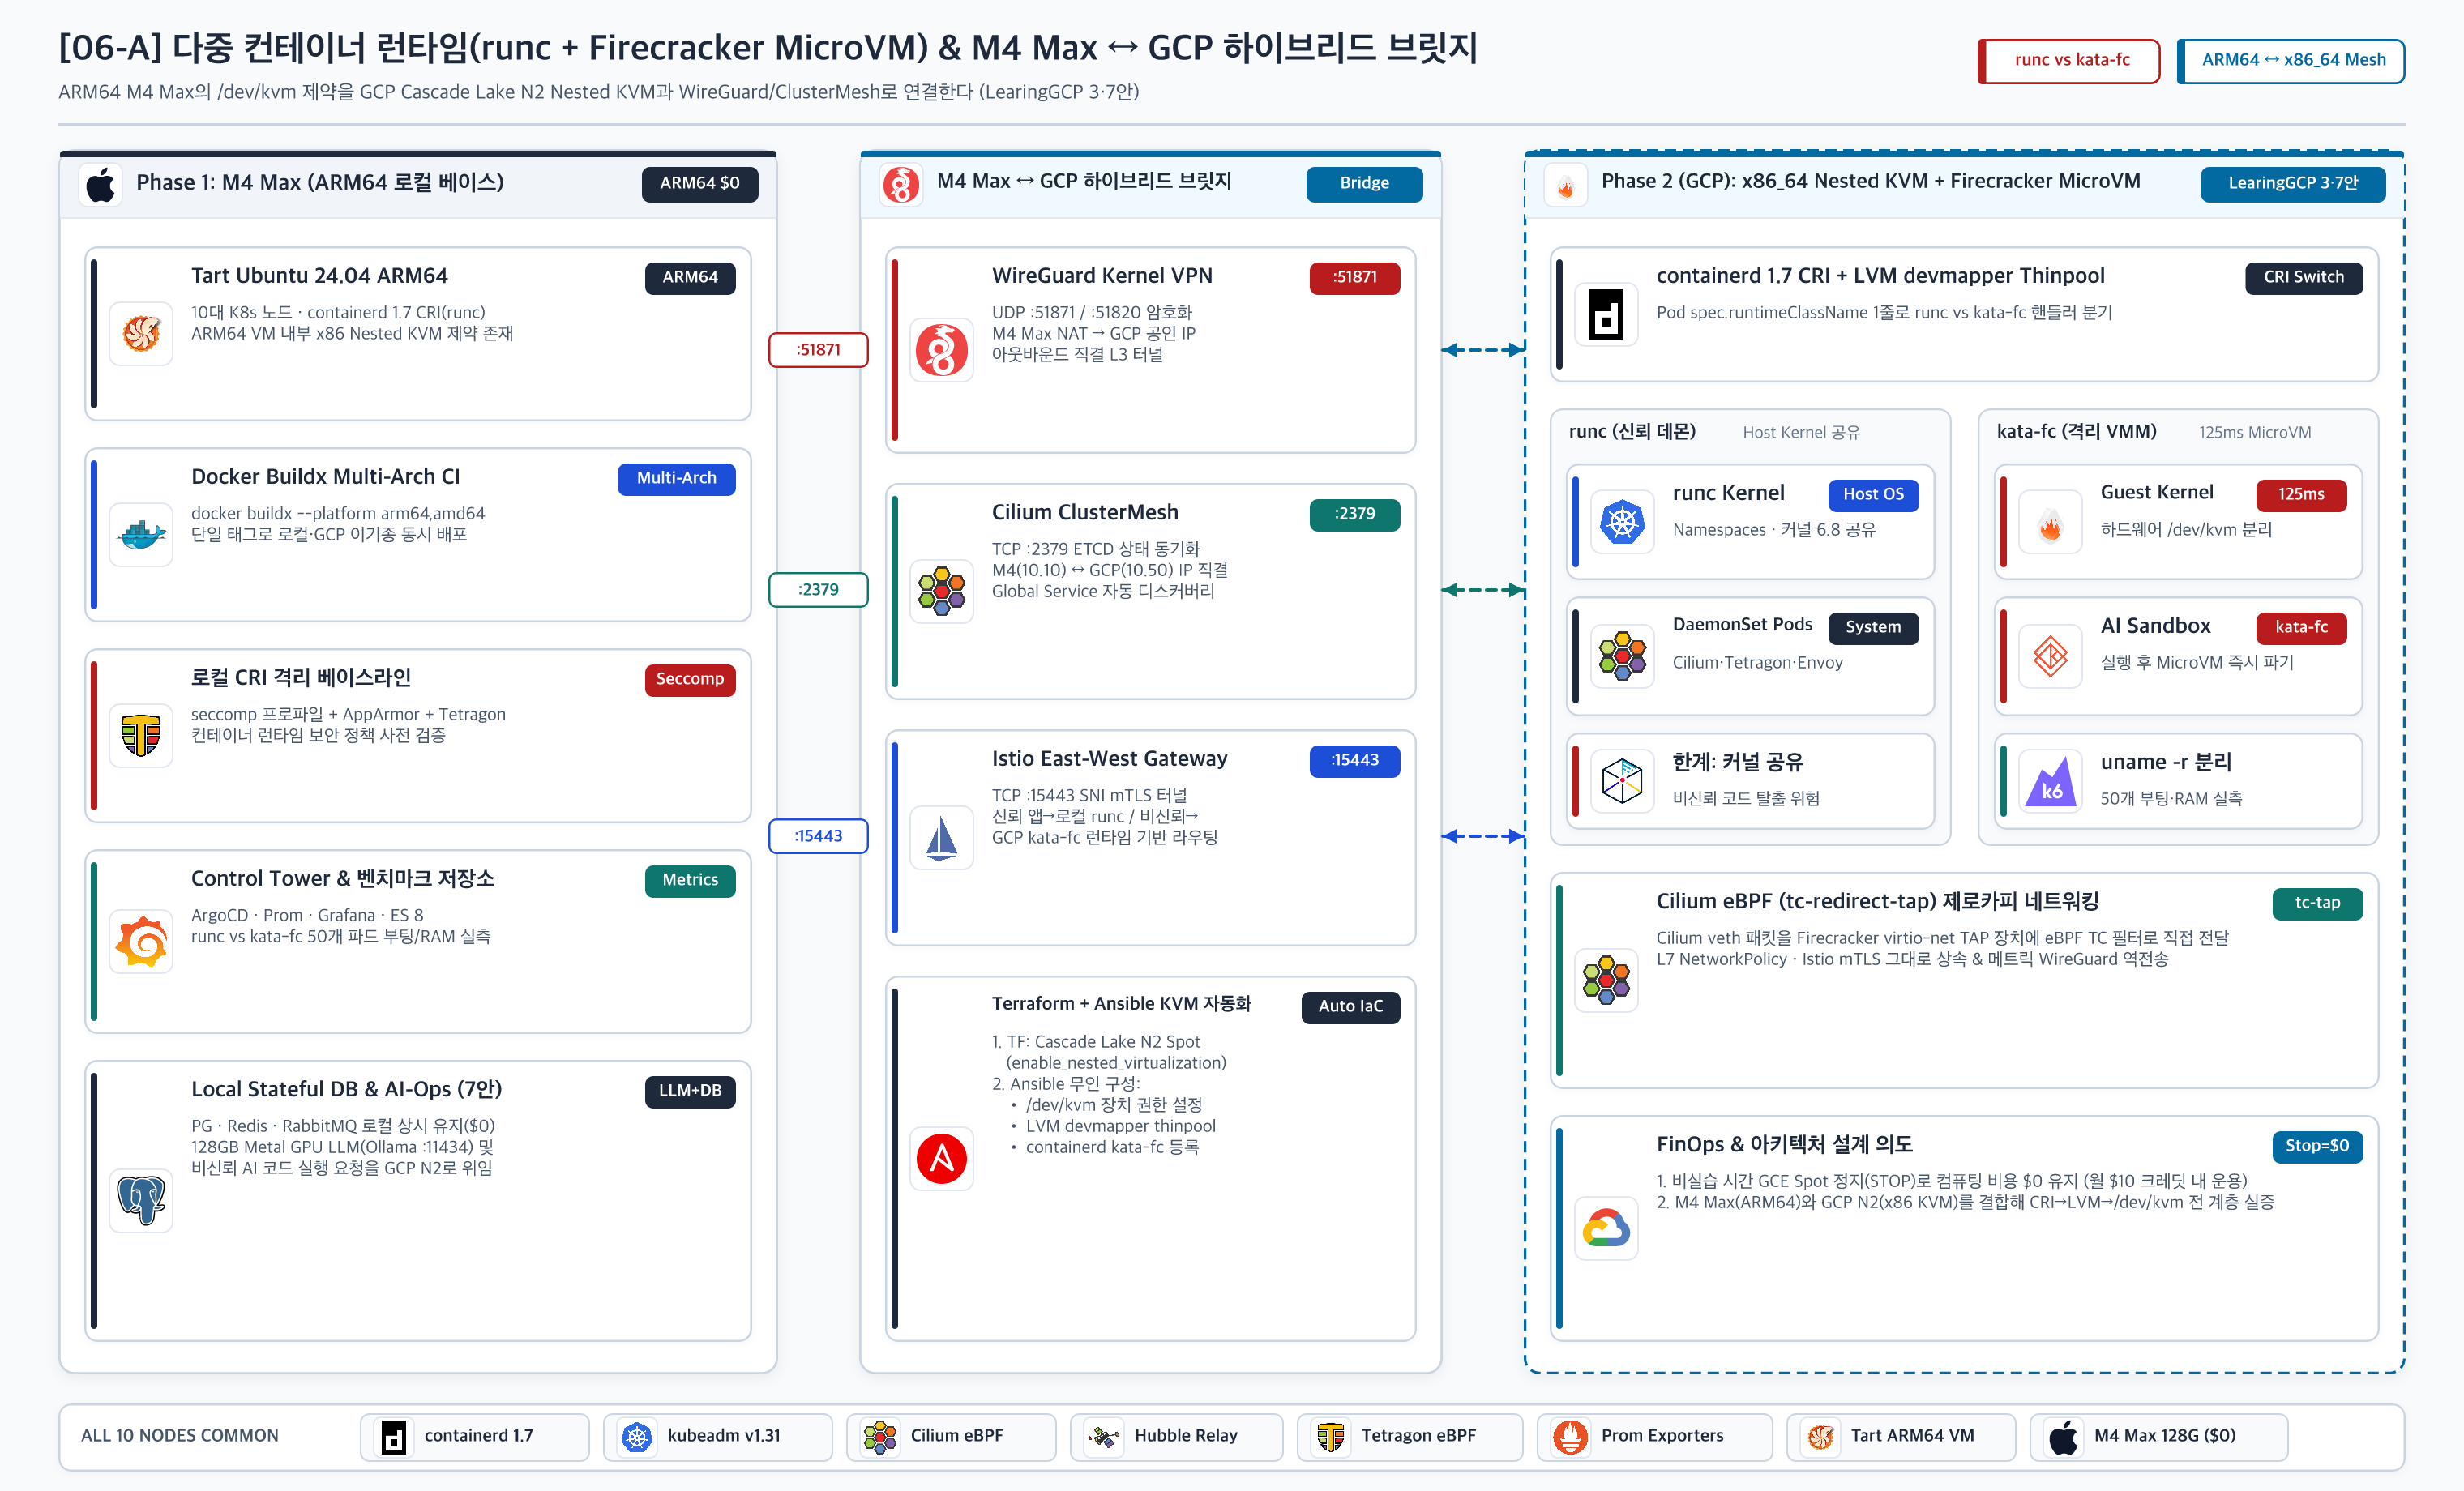 [06-A] 다중 컨테이너 런타임(runc + Firecracker MicroVM) & M4 Max ↔ GCP 하이브리드 브릿지
ARM64 M4 Max의 /dev/kvm 제약을 GCP Cascade Lake N2 Nested KVM과 WireGuard/ClusterMesh로 연결한다 (LearingGCP 3·7안)
runc vs kata-fc
ARM64 ↔ x86_64 Mesh
Phase 1: M4 Max (ARM64 로컬 베이스)
ARM64 $0
Tart Ubuntu 24.04 ARM64
ARM64
10대 K8s 노드 · containerd 1.7 CRI(runc)
ARM64 VM 내부 x86 Nested KVM 제약 존재
Docker Buildx Multi-Arch CI
Multi-Arch
docker buildx --platform arm64,amd64
단일 태그로 로컬·GCP 이기종 동시 배포
로컬 CRI 격리 베이스라인
Seccomp
seccomp 프로파일 + AppArmor + Tetragon
컨테이너 런타임 보안 정책 사전 검증
Control Tower & 벤치마크 저장소
Metrics
ArgoCD · Prom · Grafana · ES 8
runc vs kata-fc 50개 파드 부팅/RAM 실측
Local Stateful DB & AI-Ops (7안)
LLM+DB
PG · Redis · RabbitMQ 로컬 상시 유지($0)
128GB Metal GPU LLM(Ollama :11434) 및
비신뢰 AI 코드 실행 요청을 GCP N2로 위임
:51871
:2379
:15443
M4 Max ↔ GCP 하이브리드 브릿지
Bridge
WireGuard Kernel VPN
:51871
UDP :51871 / :51820 암호화
M4 Max NAT → GCP 공인 IP
아웃바운드 직결 L3 터널
Cilium ClusterMesh
:2379
TCP :2379 ETCD 상태 동기화
M4(10.10) ↔ GCP(10.50) IP 직결
Global Service 자동 디스커버리
Istio East-West Gateway
:15443
TCP :15443 SNI mTLS 터널
신뢰 앱→로컬 runc / 비신뢰→
GCP kata-fc 런타임 기반 라우팅
Terraform + Ansible KVM 자동화
Auto IaC
1. TF: Cascade Lake N2 Spot
(enable_nested_virtualization)
2. Ansible 무인 구성:
• /dev/kvm 장치 권한 설정
• LVM devmapper thinpool
• containerd kata-fc 등록
Phase 2 (GCP): x86_64 Nested KVM + Firecracker MicroVM
LearingGCP 3·7안
containerd 1.7 CRI + LVM devmapper Thinpool
CRI Switch
Pod spec.runtimeClassName 1줄로 runc vs kata-fc 핸들러 분기
runc (신뢰 데몬)
Host Kernel 공유
runc Kernel
Host OS
Namespaces · 커널 6.8 공유
DaemonSet Pods
System
Cilium·Tetragon·Envoy
한계: 커널 공유
비신뢰 코드 탈출 위험
kata-fc (격리 VMM)
125ms MicroVM
Guest Kernel
125ms
하드웨어 /dev/kvm 분리
AI Sandbox
kata-fc
실행 후 MicroVM 즉시 파기
k6
uname -r 분리
50개 부팅·RAM 실측
Cilium eBPF (tc-redirect-tap) 제로카피 네트워킹
tc-tap
Cilium veth 패킷을 Firecracker virtio-net TAP 장치에 eBPF TC 필터로 직접 전달
L7 NetworkPolicy · Istio mTLS 그대로 상속 & 메트릭 WireGuard 역전송
FinOps & 아키텍처 설계 의도
Stop=$0
1. 비실습 시간 GCE Spot 정지(STOP)로 컴퓨팅 비용 $0 유지 (월 $10 크레딧 내 운용)
2. M4 Max(ARM64)와 GCP N2(x86 KVM)를 결합해 CRI→LVM→/dev/kvm 전 계층 실증
ALL 10 NODES COMMON
containerd 1.7
kubeadm v1.31
Cilium eBPF
Hubble Relay
Tetragon eBPF
Prom Exporters
Tart ARM64 VM
M4 Max 128G ($0)